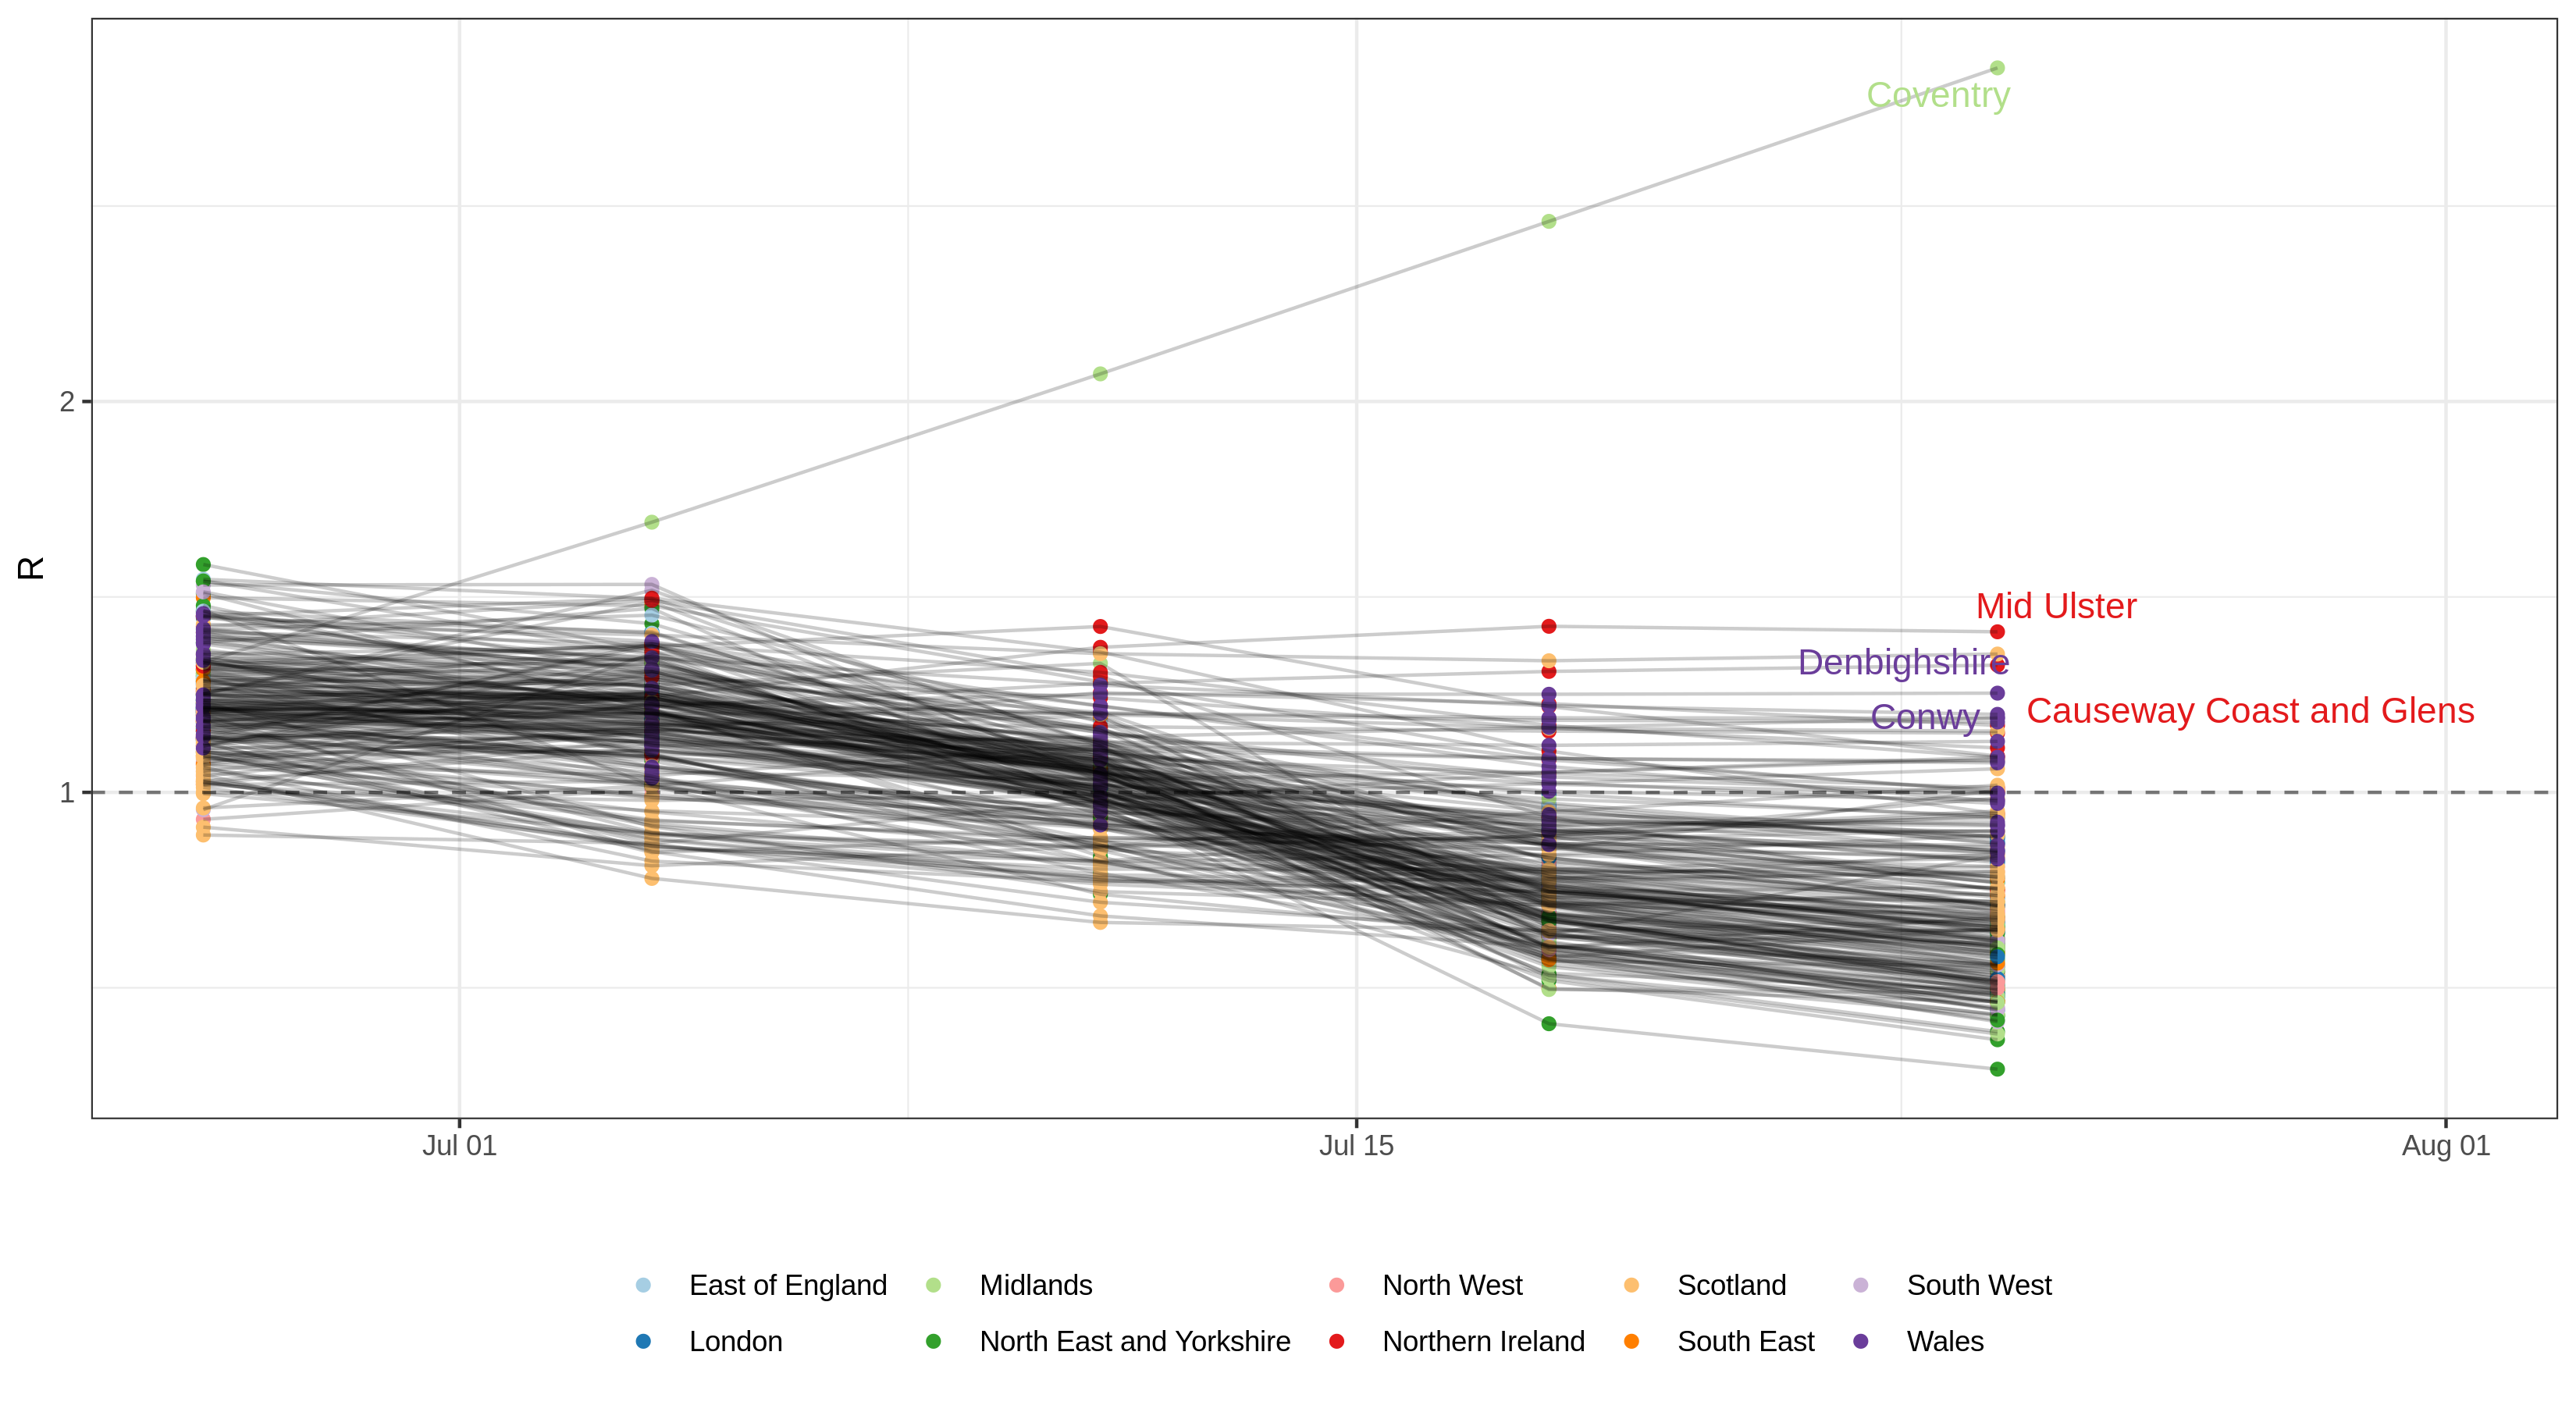 Coventry
2
R
Mid Ulster
Denbighshire
Causeway Coast and Glens
Conwy
1
Jul 01
Jul 15
Aug 01
East of England
Midlands
North West
Scotland
South West
London
North East and Yorkshire
Northern Ireland
South East
Wales